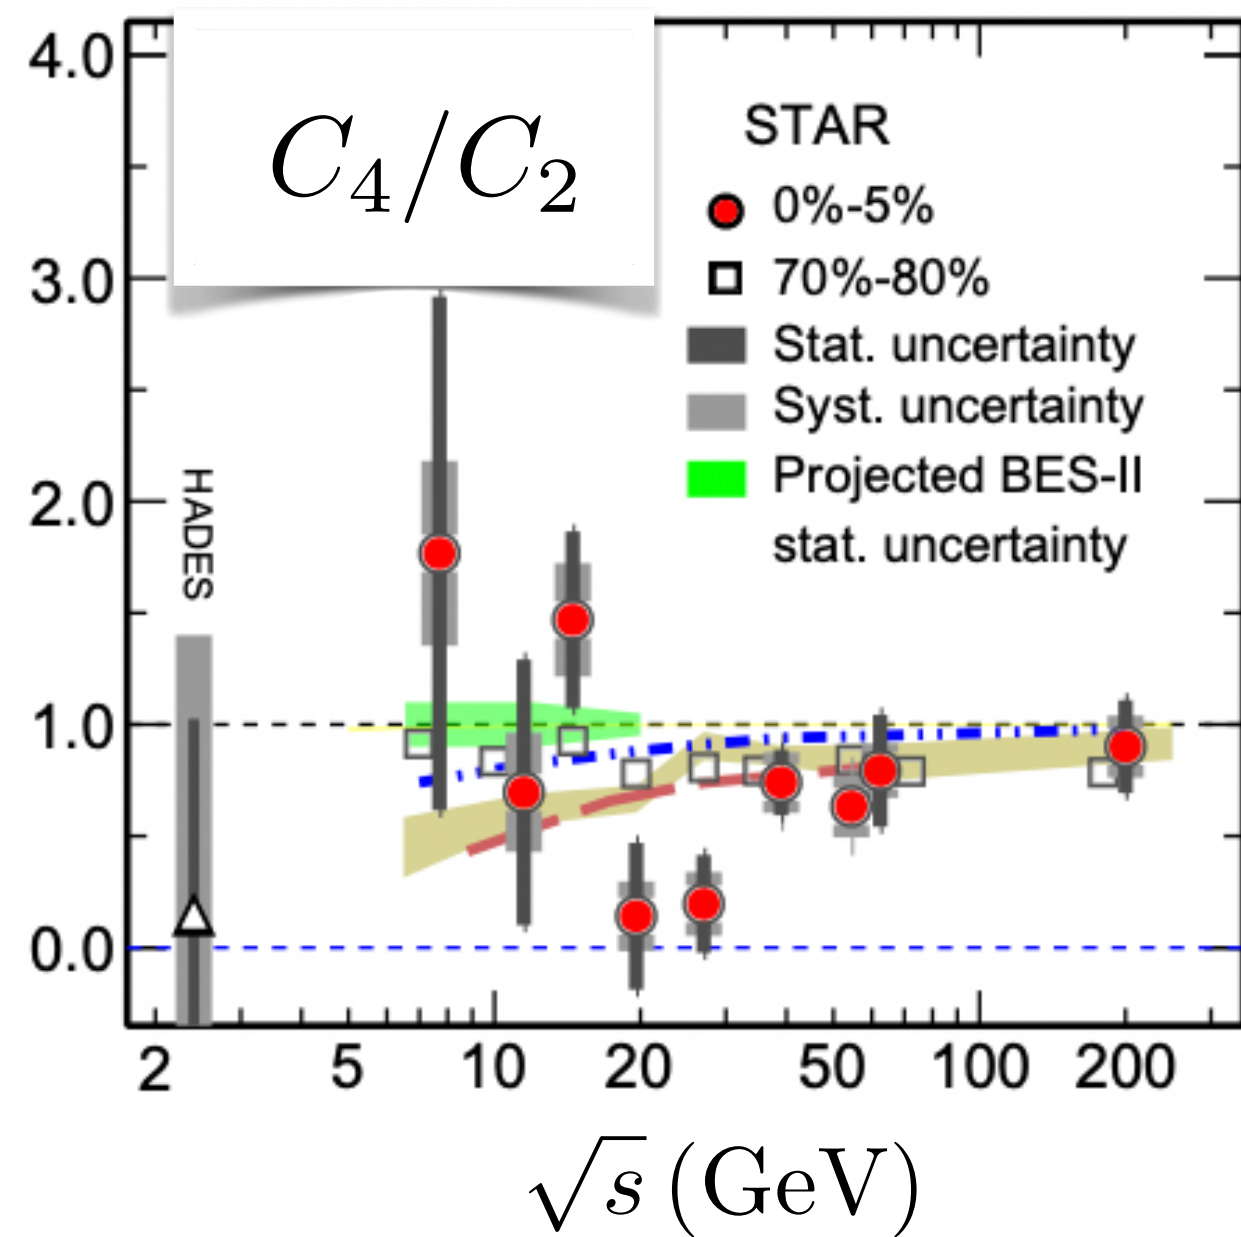 4.0
3.0
2.0
1.0
0.0
C₄/C₂
STAR
0%-5%
70%-80%
Stat. uncertainty
Syst. uncertainty
Projected BES-II
stat. uncertainty
HADES
2 5 10 20 50 100 200
√s (GeV)